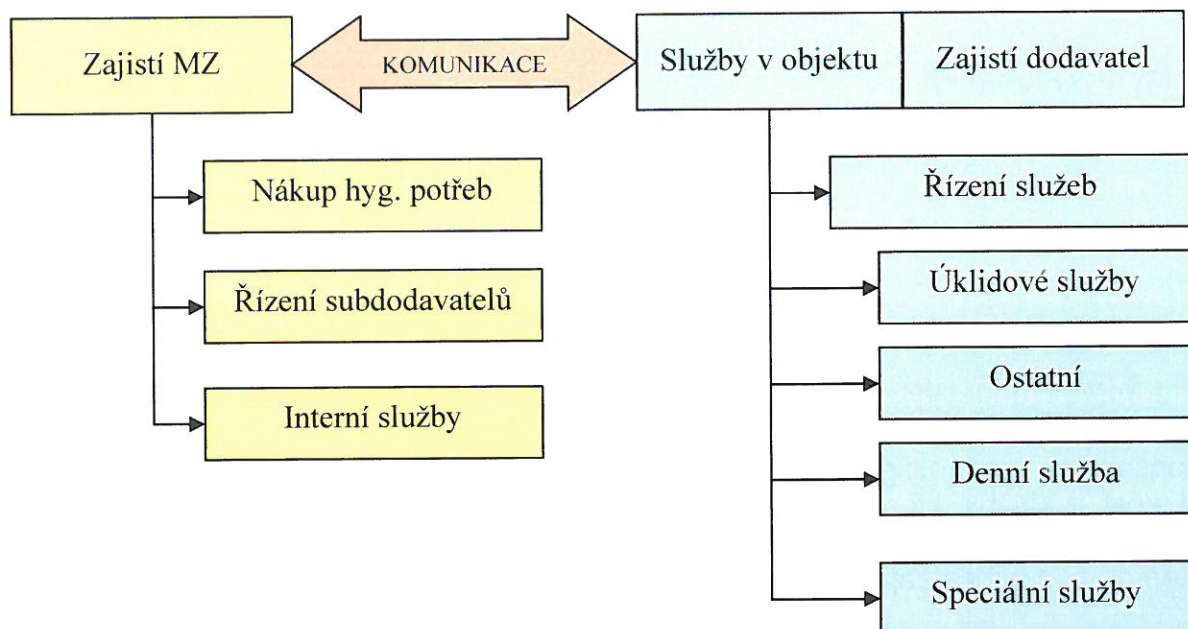 Zajistí MZ
KOMUNIKACE
Služby v objektu
Zajistí dodavatel
Nákup hyg. potřeb
Řízení subdodavatelů
Interní služby
Řízení služeb
Úklidové služby
Ostatní
Denní služba
Speciální služby